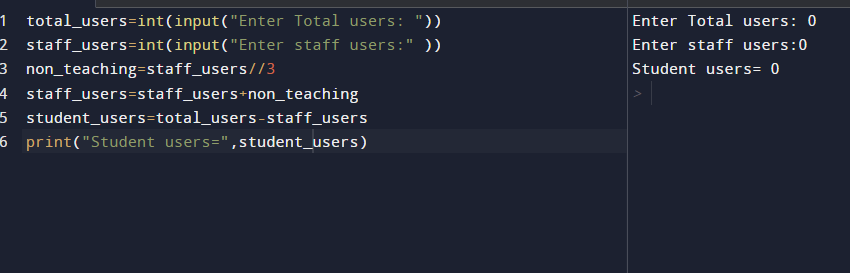 1 total_users=int(input("Enter Total users: "))
2 staff_users=int(input("Enter staff users:" ))
3 non_teaching=staff_users//3
4 staff_users=staff_users+non_teaching
5 student_users=total_users-staff_users
6 print("Student users=",student_users)
Enter Total users: 0
Enter staff users:0
Student users= 0
>